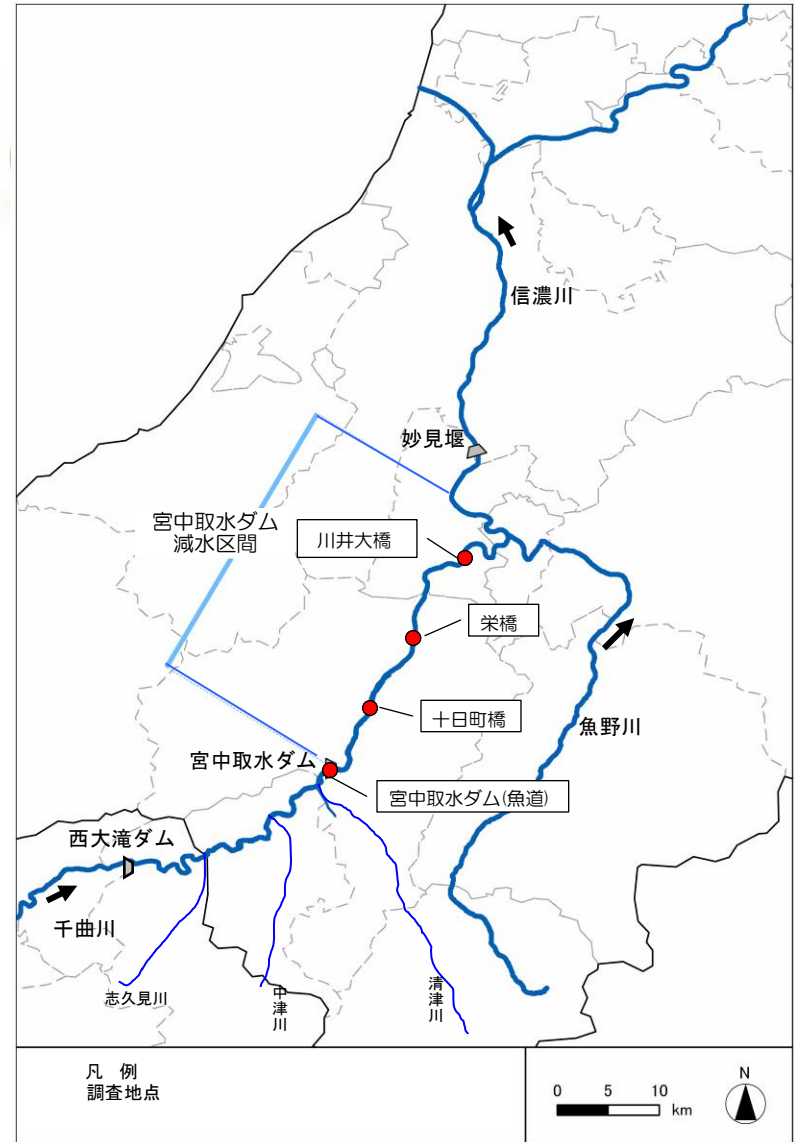 信濃川
妙見堰
宮中取水ダム
減水区間
川井大橋
栄橋
十日町橋
魚野川
宮中取水ダム
宮中取水ダム(魚道)
西大滝ダム
千曲川
志久見川
中津川
清津川
凡 例
調査地点
0 5 10
km
N